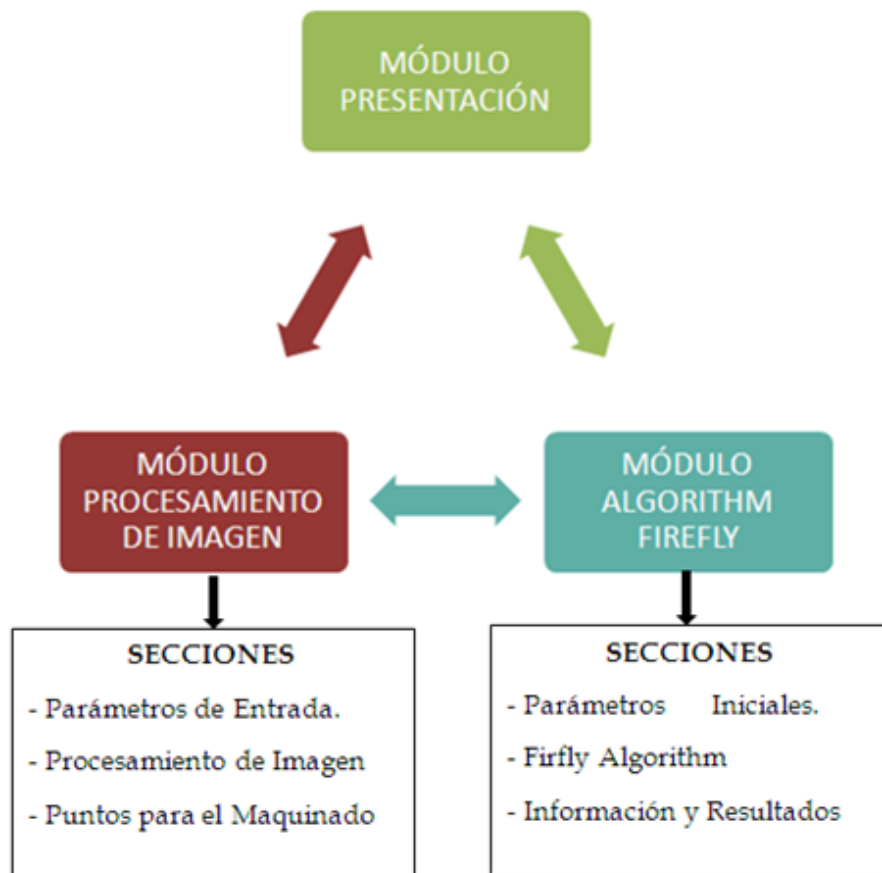 MÓDULO
PRESENTACIÓN
MÓDULO
PROCESAMIENTO
DE IMAGEN
MÓDULO
ALGORITHM
FIREFLY
SECCIONES
- Parámetros de Entrada.
- Procesamiento de Imagen
- Puntos para el Maquinado
SECCIONES
- Parámetros Iniciales.
- Firfly Algorithm
- Información y Resultados